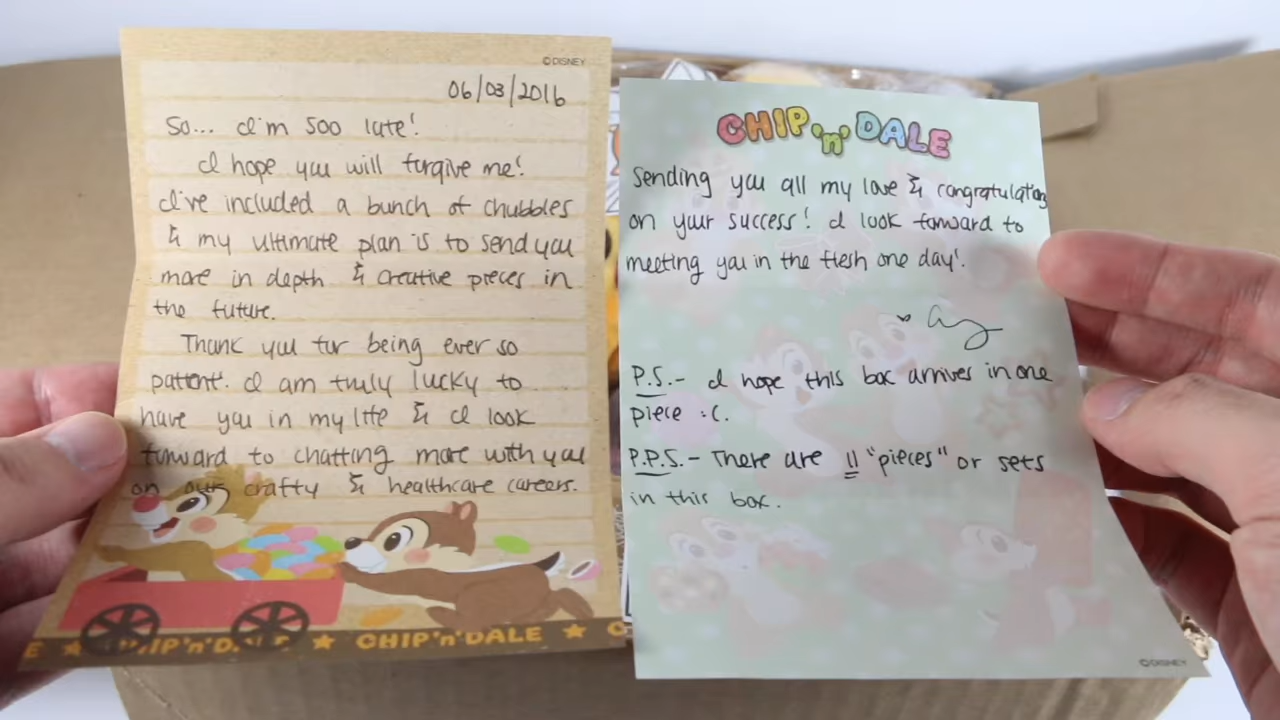 ©DISNEY
06/03/2016
So... I'm soo late!
I hope you will forgive me!
I've included a bunch of chubbles
& my ultimate plan is to send you
more in depth & creative pieces in
the future.
Thank you for being ever so
patient. I am truly lucky to
have you in my life & I look
forward to chatting more with you
on our crafty & healthcare careers.
CHIP'n'DALE ★ CHIP'n'DALE ★
CHIP 'n' DALE
Sending you all my love & congratulations
on your success! I look forward to
meeting you in the flesh one day!
P.S.- I hope this box arrives in one
piece :(.
P.P.S.- There are 11 "pieces" or sets
in this box.
©DISNEY